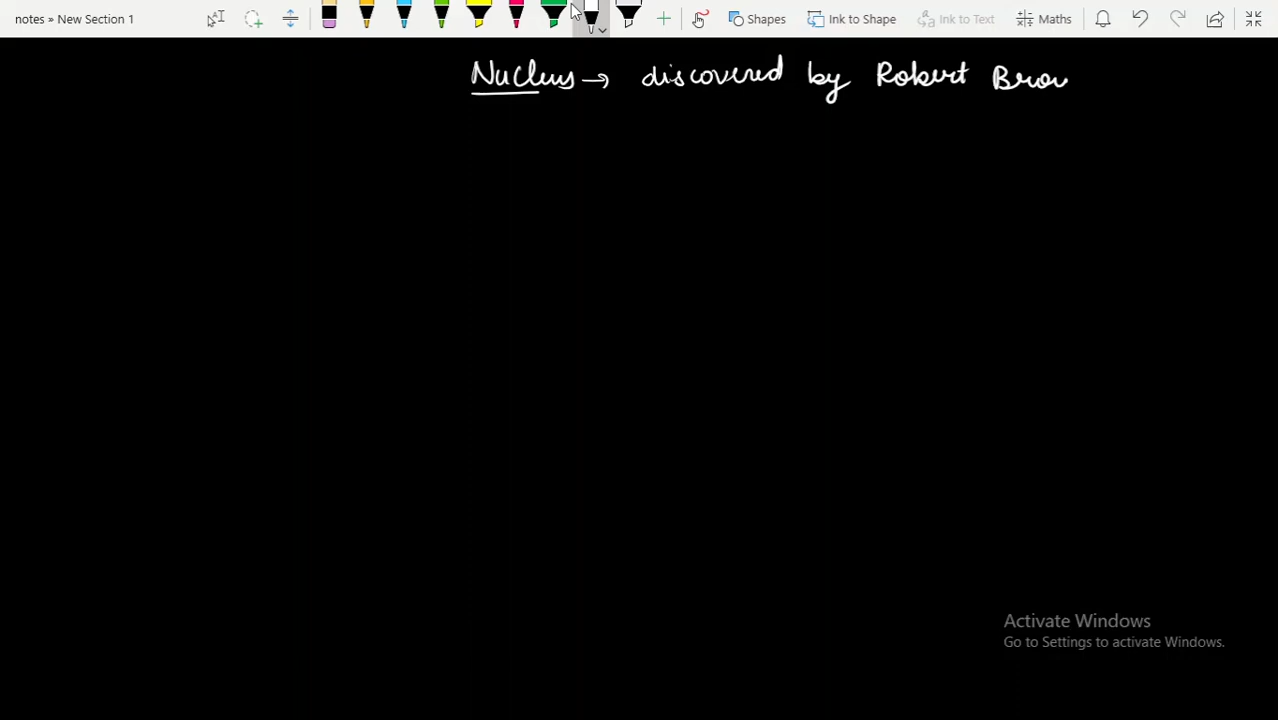 notes » New Section 1
Shapes
Ink to Shape
Ink to Text
Maths
Nucleus → discovered by Robert Brow
Activate Windows
Go to Settings to activate Windows.